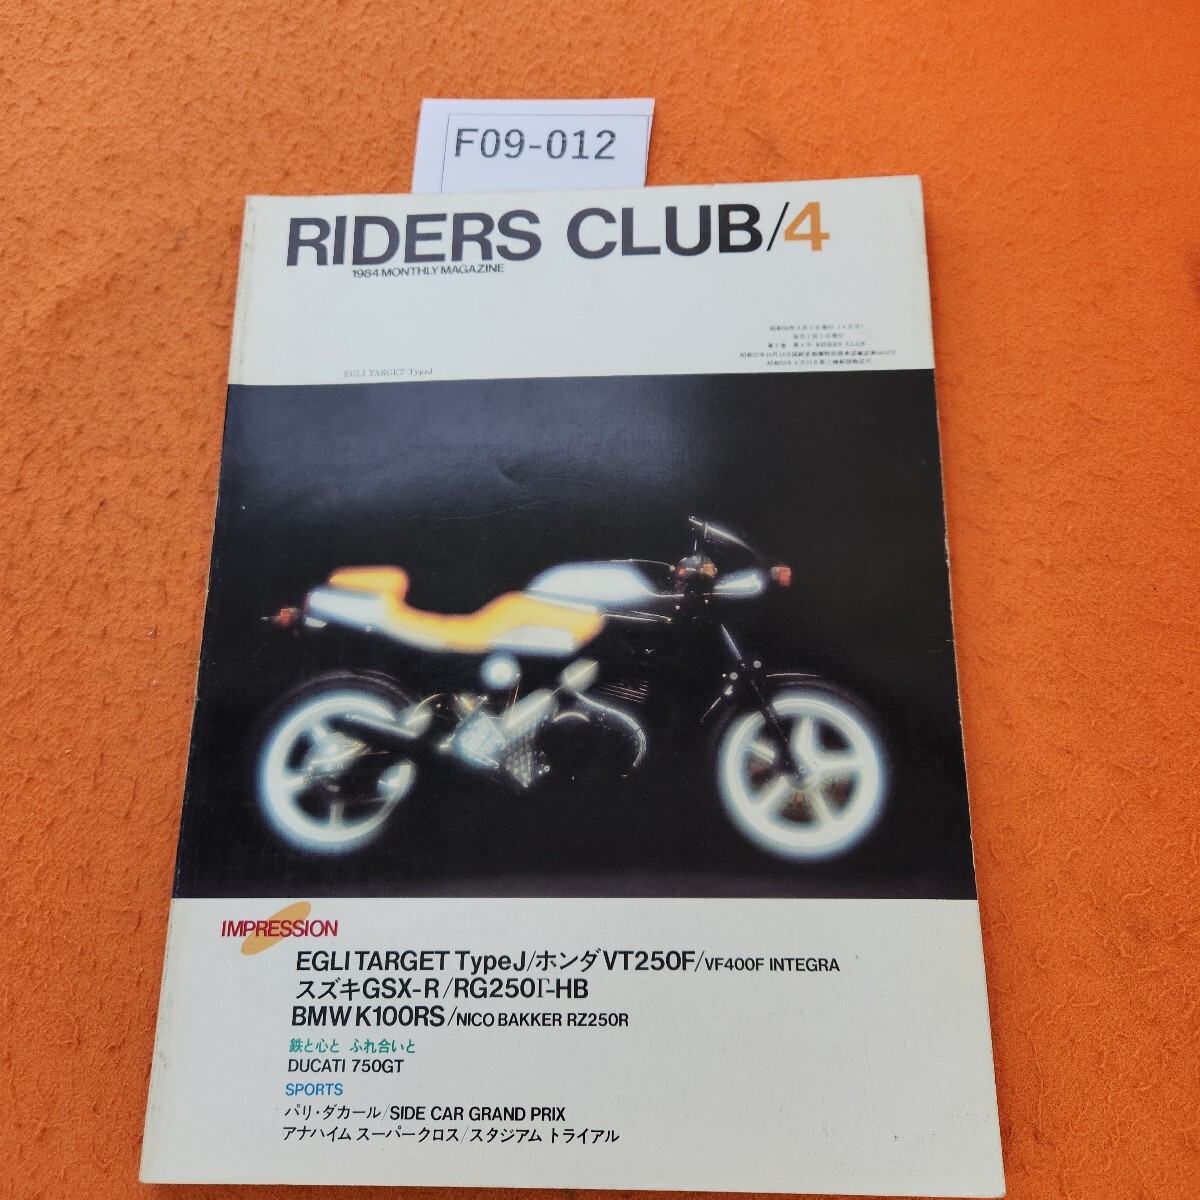 F09-012
RIDERS CLUB/4
1984 MONTHLY MAGAZINE
EGLI TARGET TypeJ
IMPRESSION
EGLI TARGET TypeJ/ホンダVT250F/VF400F INTEGRA
スズキGSX-R/RG250Γ-HB
BMW K100RS/NICO BAKKER RZ250R
鉄と心と ふれ合いと
DUCATI 750GT
SPORTS
パリ・ダカール/SIDE CAR GRAND PRIX
アナハイム スーパークロス/スタジアム トライアル